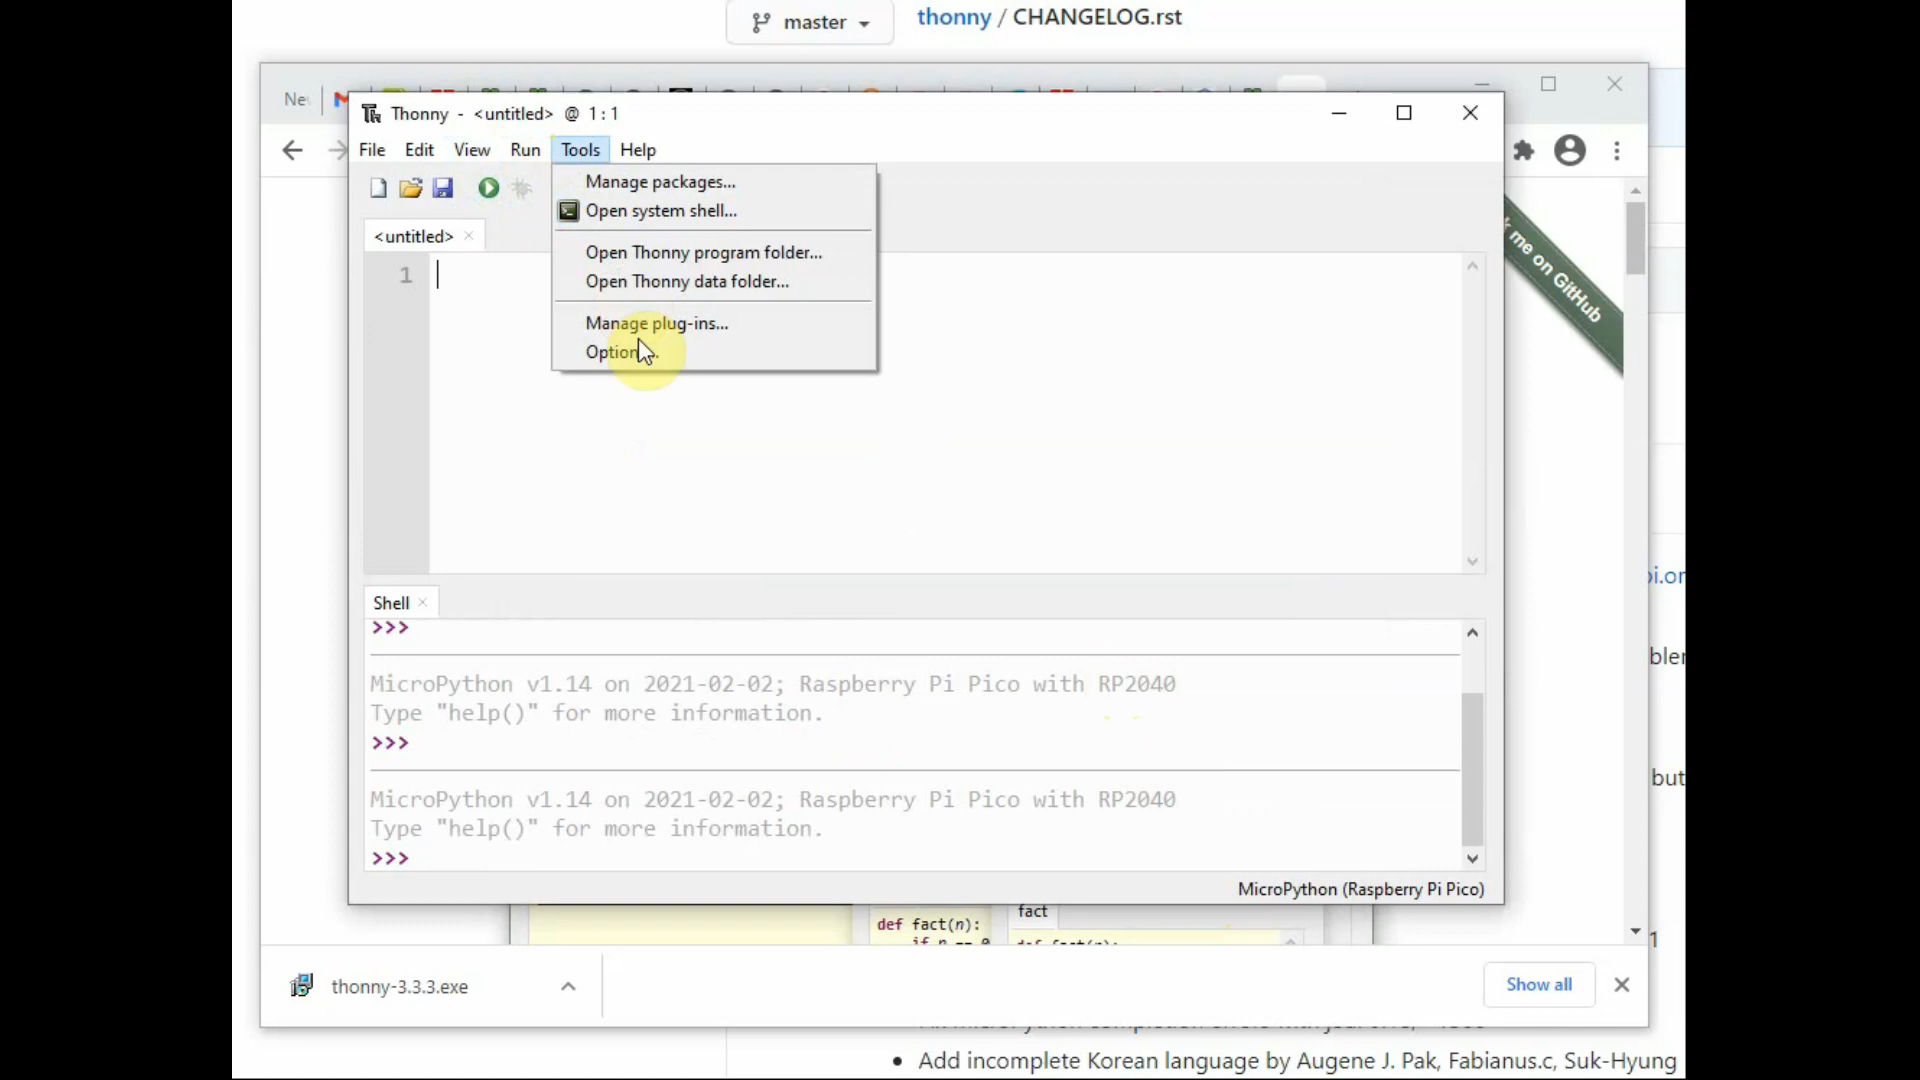 master
thonny / CHANGELOG.rst
Thonny - <untitled> @ 1:1
File Edit View Run Tools Help
Manage packages...
Open system shell...
Open Thonny program folder...
Open Thonny data folder...
Manage plug-ins...
<untitled>
1
me on GitHub
Shell
>>>
MicroPython v1.14 on 2021-02-02; Raspberry Pi Pico with RP2040
Type "help()" for more information.
>>>
MicroPython v1.14 on 2021-02-02; Raspberry Pi Pico with RP2040
Type "help()" for more information.
>>>
MicroPython (Raspberry Pi Pico)
fact
def fact(n):
but
thonny-3.3.3.exe
Show all
• Add incomplete Korean language by Augene J. Pak, Fabianus.c, Suk-Hyung